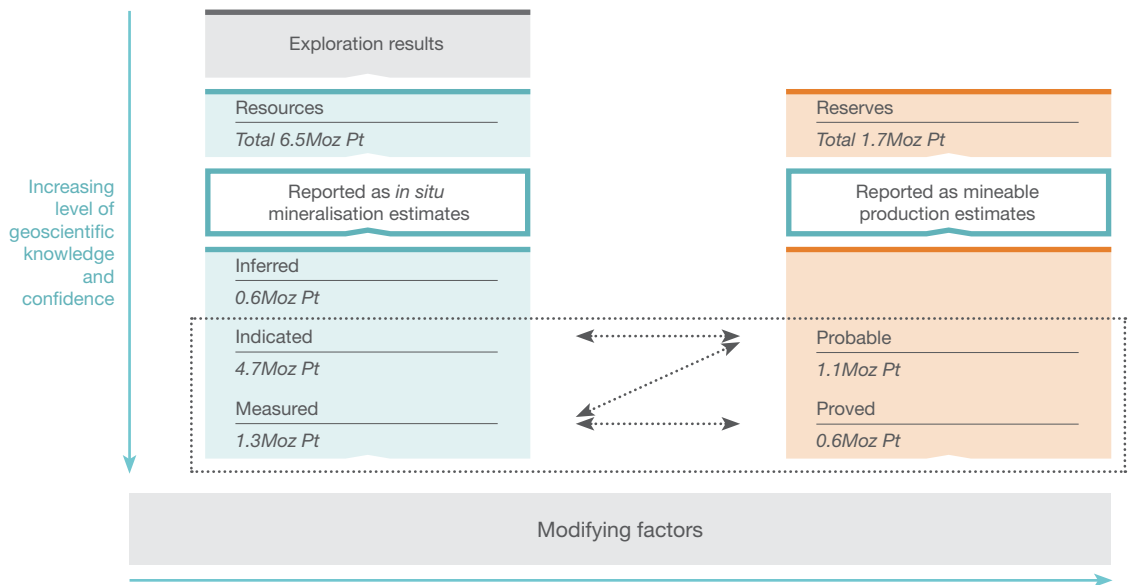 Exploration results
Resources
Total 6.5Moz Pt
Reserves
Total 1.7Moz Pt
Increasing
level of
geoscientific
knowledge
and
confidence
Reported as in situ
mineralisation estimates
Reported as mineable
production estimates
Inferred
0.6Moz Pt
Indicated
4.7Moz Pt
Probable
1.1Moz Pt
Measured
1.3Moz Pt
Proved
0.6Moz Pt
Modifying factors